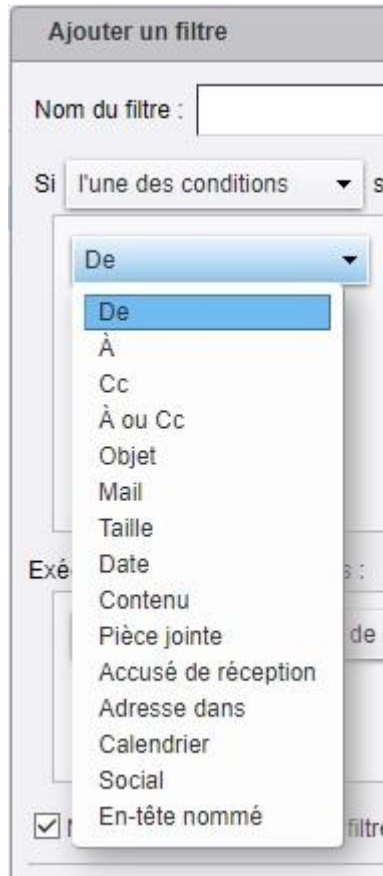 Ajouter un filtre
Nom du filtre :
Si l'une des conditions s
De
De
À
Cc
À ou Cc
Objet
Mail
Taille
Date
Contenu
Pièce jointe
de
Accusé de réception
Adresse dans
Calendrier
Social
En-tête nommé